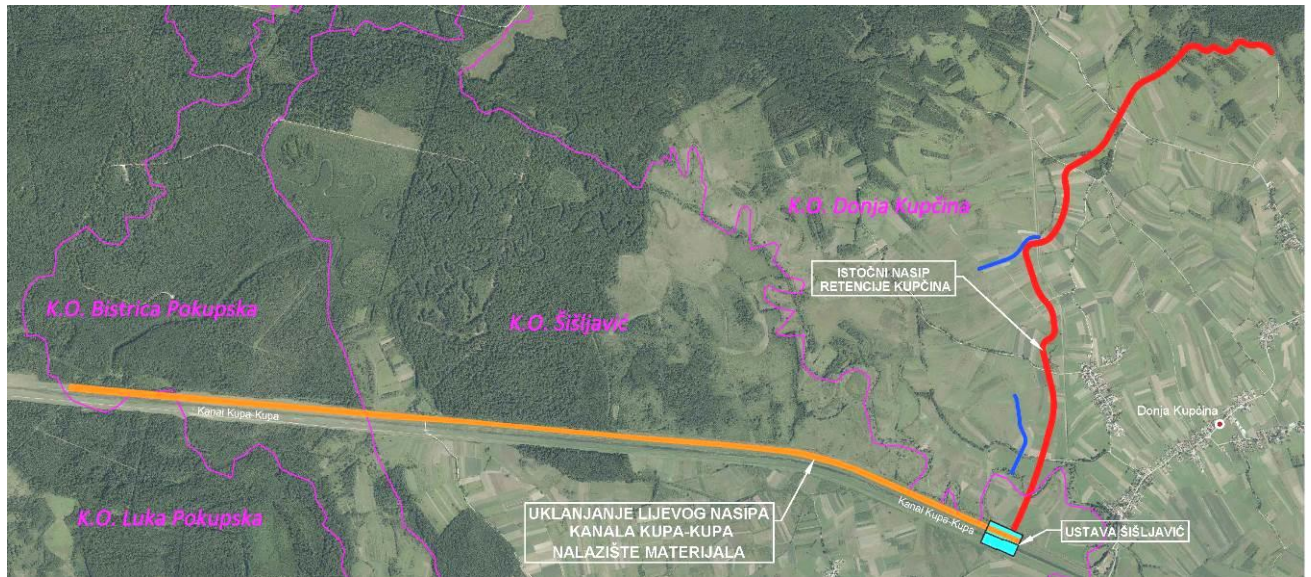 K.O. Donja Kupčina
ISTOČNI NASIP
RETENCIJE KUPČINA
K.O. Bistrica Pokupska
K.O. Šišljavić
Kanal Kupa-Kupa
Donja Kupčina
K.O. Luka Pokupska
UKLANJANJE LIJEVOG NASIPA
KANALA KUPA-KUPA
NALAZIŠTE MATERIJALA
Kanal Kupa-Kupa
USTAVA ŠIŠLJAVIĆ